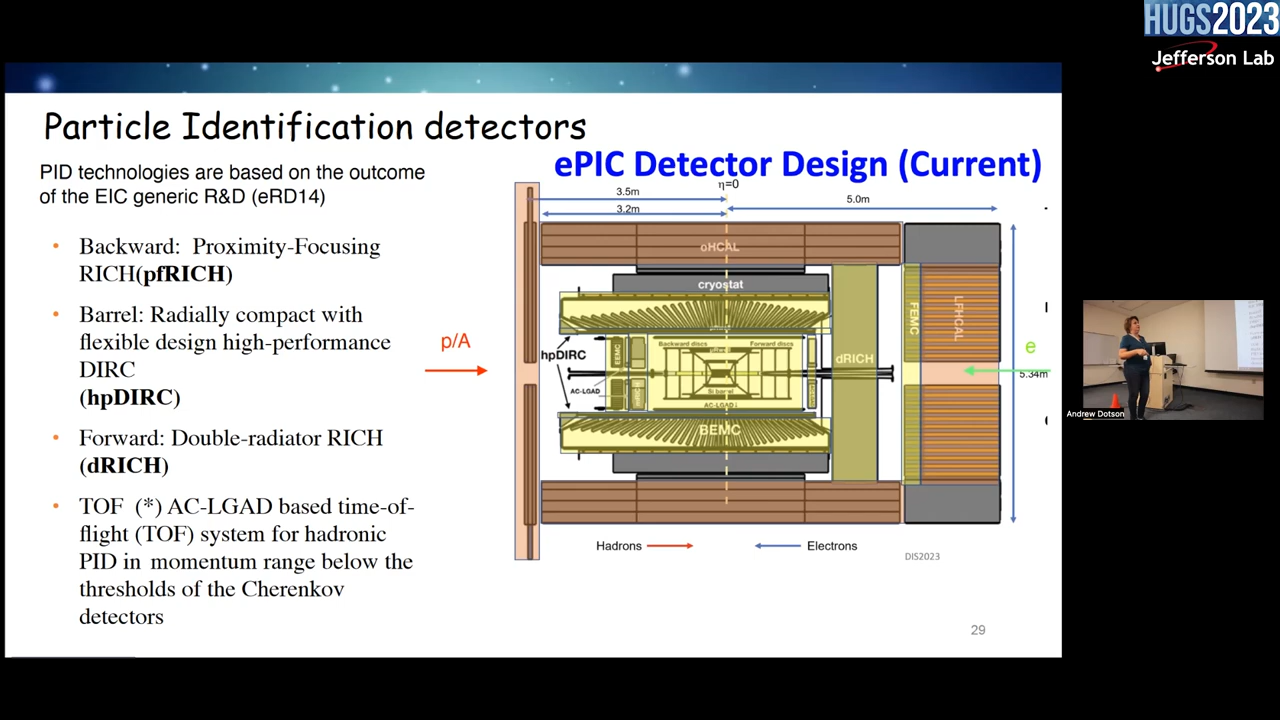 HUGS2023
Jefferson Lab
Particle Identification detectors
PID technologies are based on the outcome
of the EIC generic R&D (eRD14)
• Backward: Proximity-Focusing
RICH(pfRICH)
• Barrel: Radially compact with
flexible design high-performance
DIRC
(hpDIRC)
• Forward: Double-radiator RICH
(dRICH)
• TOF (*) AC-LGAD based time-of-
flight (TOF) system for hadronic
PID in momentum range below the
thresholds of the Cherenkov
detectors
ePIC Detector Design (Current)
η=0
3.5m
5.0m
3.2m
oHCAL
cryostat
hpDIRC
EEMC
Backward discs
Forward discs
AC-LGAD
AC-LGAD
dRICH
FEMC
LFHCAL
BEMC
p/A
e
5.34m
Hadrons
Electrons
DIS2023
29
Andrew Dotson